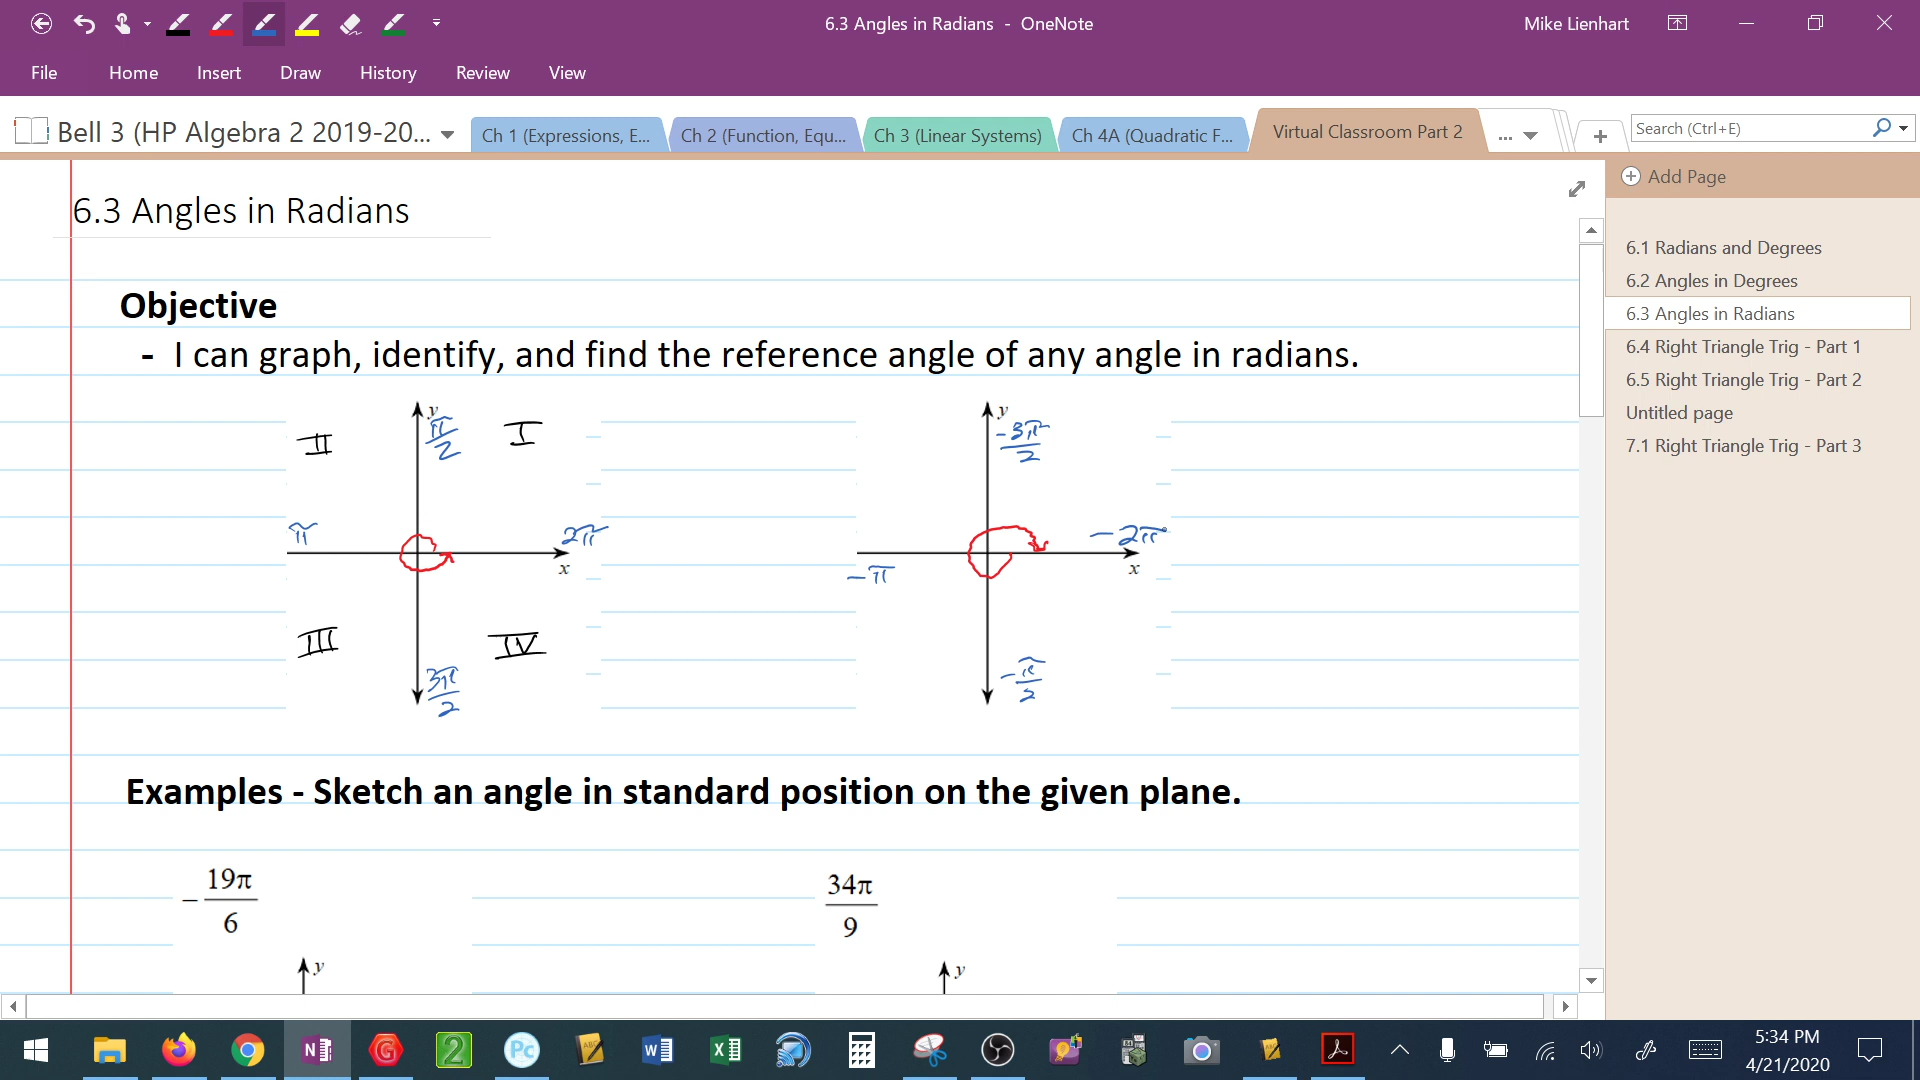 6.3 Angles in Radians - OneNote
Mike Lienhart
File Home Insert Draw History Review View
Bell 3 (HP Algebra 2 2019-20...
Ch 1 (Expressions, E...
Ch 2 (Function, Equ...
Ch 3 (Linear Systems)
Ch 4A (Quadratic F...
Virtual Classroom Part 2
...
Search (Ctrl+E)
Add Page
6.1 Radians and Degrees
6.2 Angles in Degrees
6.3 Angles in Radians
6.4 Right Triangle Trig - Part 1
6.5 Right Triangle Trig - Part 2
Untitled page
7.1 Right Triangle Trig - Part 3
6.3 Angles in Radians
Objective
- I can graph, identify, and find the reference angle of any angle in radians.
y
π/2
I
II
π
2π
x
III
IV
3π/2
y
-3π/2
-2π
-π
x
-π/2
Examples - Sketch an angle in standard position on the given plane.
-19π/6
34π/9
y
y
N
G
2
Pc
ABC
W
X
5:34 PM
4/21/2020